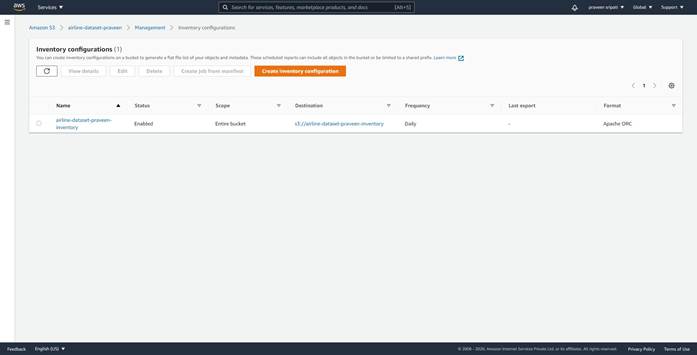 aws Services Search for services, features, marketplace products, and docs [Alt+S] praveen sripati Global Support
Amazon S3 airline-dataset-praveen Management Inventory configurations
Inventory configurations (1)
You can create inventory configurations on a bucket to generate a flat file list of your objects and metadata. These scheduled reports can include all objects in the bucket or be limited to a shared prefix. Learn more
View details Edit Delete Create job from manifest Create inventory configuration
1
Name Status Scope Destination Frequency Last export Format
airline-dataset-praveen-
inventory
Enabled Entire bucket s3://airline-dataset-praveen-inventory Daily - Apache ORC
Feedback English (US) © 2008 - 2020, Amazon Internet Services Private Ltd. or its affiliates. All rights reserved. Privacy Policy Terms of Use